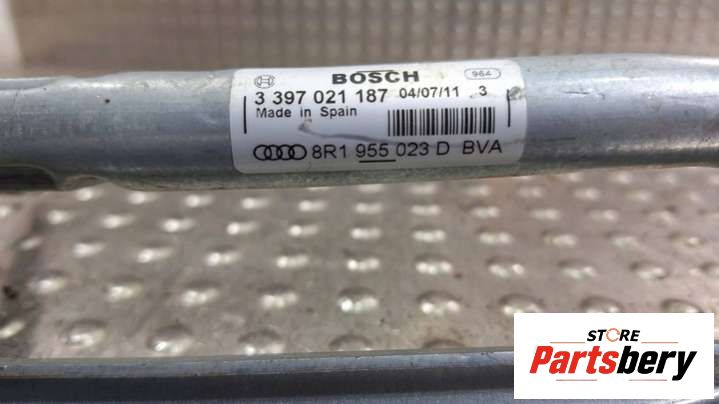 BOSCH
964
3 397 021 187 04/07/11 3
Made in Spain
8R1 955 023 D BVA
STORE
Partsbery